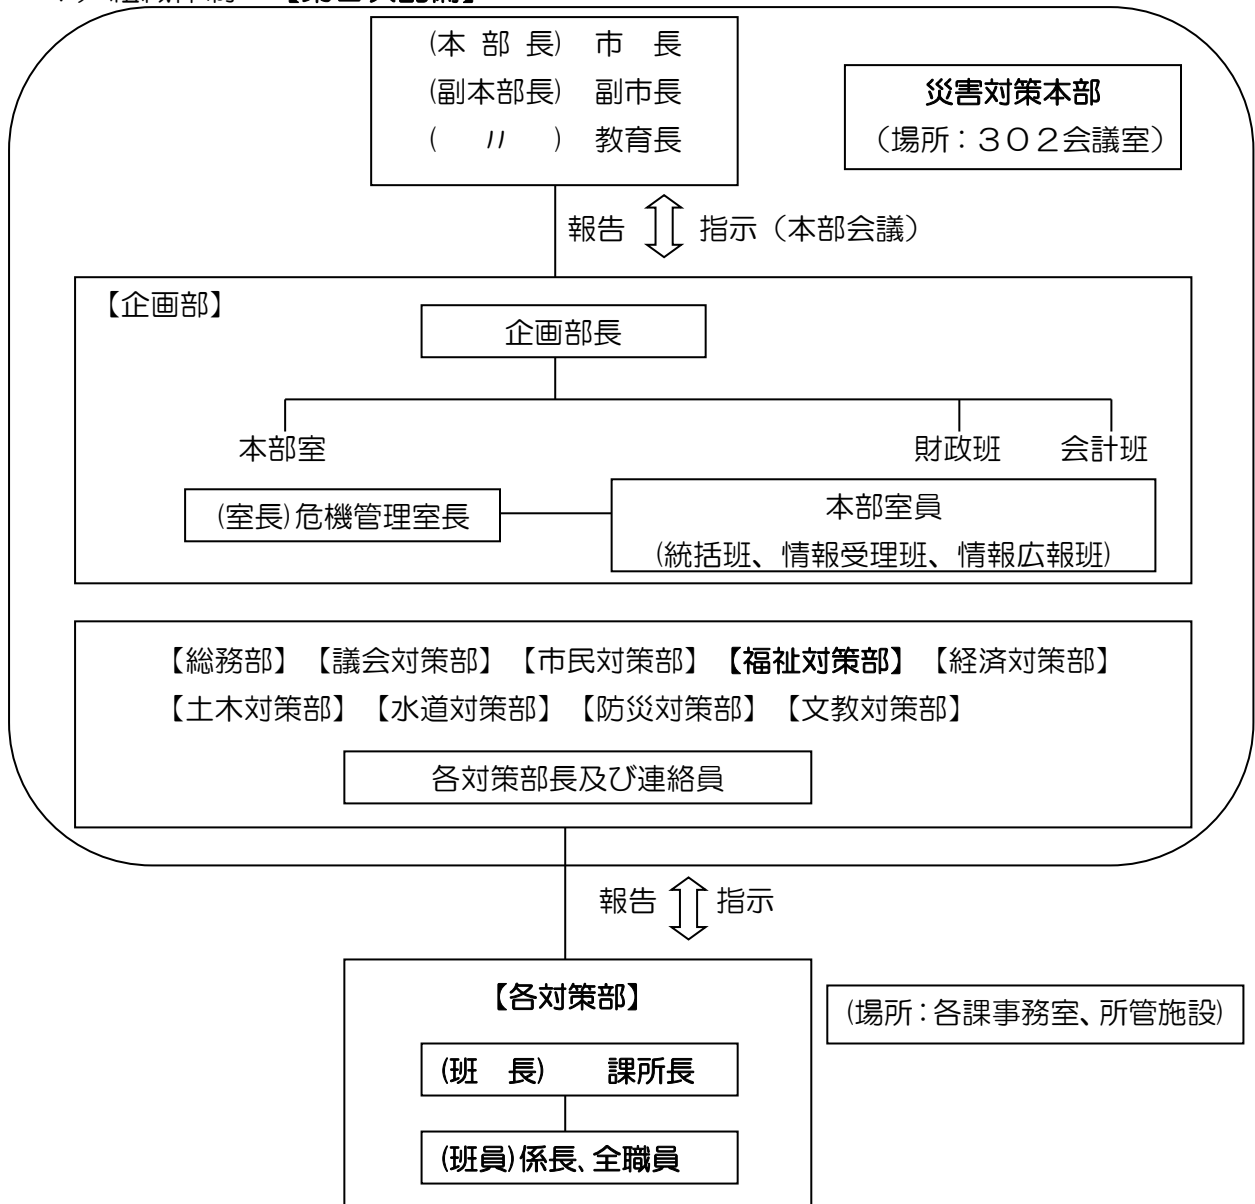 (本 部 長) 市 長
(副本部長) 副市長
( 〃 ) 教育長
災害対策本部
(場所:302会議室)
報告 指示(本部会議)
【企画部】
企画部長
本部室 財政班 会計班
(室長)危機管理室長
本部室員
(統括班、情報受理班、情報広報班)
【総務部】【議会対策部】【市民対策部】【福祉対策部】【経済対策部】
【土木対策部】【水道対策部】【防災対策部】【文教対策部】
各対策部長及び連絡員
報告 指示
【各対策部】
(場所:各課事務室、所管施設)
(班 長) 課所長
(班員)係長、全職員